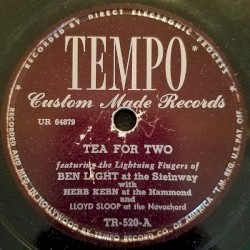 RECORDED BY DIRECT ELECTRONIC PROCESS
TEMPO
Custom Made Records
UR 64879
TEA FOR TWO
featuring the Lightning Fingers of
BEN LIGHT at the Steinway
with
HERB KERN at the Hammond
and
LLOYD SLOOP at the Novachord
TR-520-A
RECORDED AND MFG. IN HOLLYWOOD BY TEMPO RECORD CO. OF AMERICA. T.M. REG. U.S.